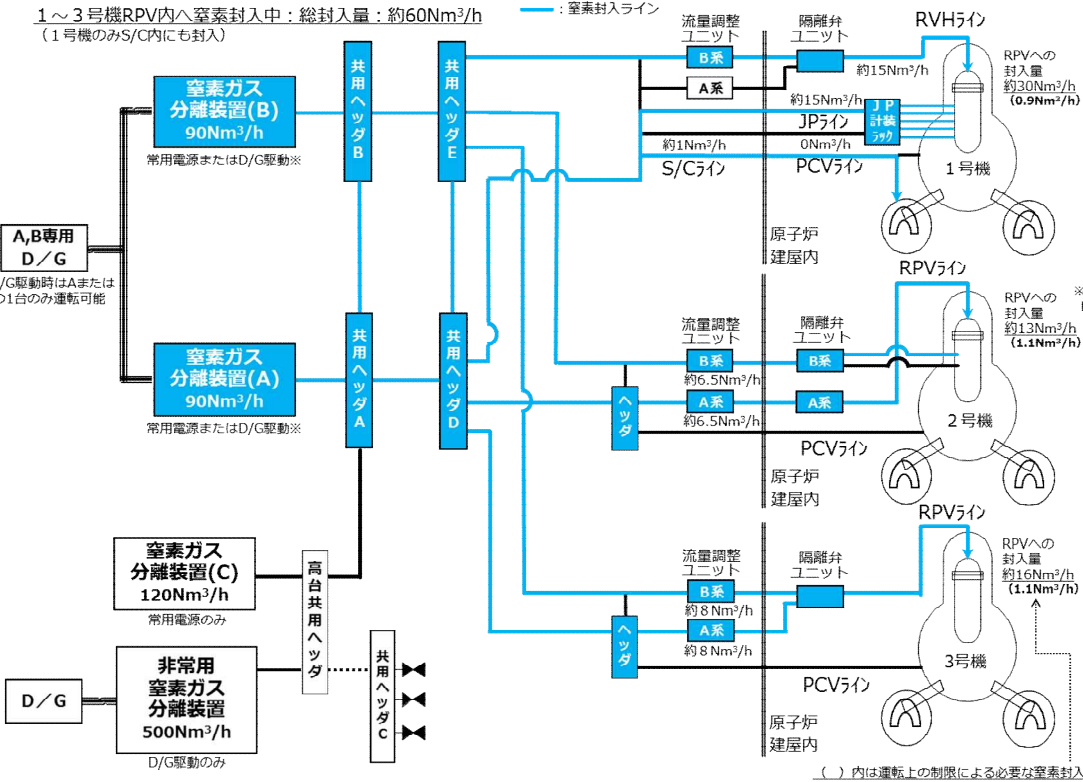 1～3号機RPV内へ窒素封入中：総封入量：約60Nm³/h
（1号機のみS/C内にも封入）
：窒素封入ライン
窒素ガス
分離装置(B)
90Nm³/h
常用電源またはD/G駆動※
A,B専用
D／G
/G駆動時はAまたは
の1台のみ運転可能
窒素ガス
分離装置(A)
90Nm³/h
常用電源またはD/G駆動※
窒素ガス
分離装置(C)
120Nm³/h
常用電源のみ
D／G
非常用
窒素ガス
分離装置
500Nm³/h
D/G駆動のみ
共用ヘッダB
共用ヘッダE
共用ヘッダA
共用ヘッダD
高台共用ヘッダ
共用ヘッダC
流量調整
ユニット
隔離弁
ユニット
RVHライン
B系
A系
約15Nm³/h
約15Nm³/h
JPライン
JP
計装
ラック
約1Nm³/h
0Nm³/h
S/Cライン
PCVライン
RPVへの
封入量
約30Nm³/h
(0.9Nm³/h)
1号機
原子炉
建屋内
RPVライン
流量調整
ユニット
隔離弁
ユニット
B系
B系
約6.5Nm³/h
A系
A系
約6.5Nm³/h
ヘッダ
PCVライン
RPVへの
封入量
約13Nm³/h
(1.1Nm³/h)
※
2号機
原子炉
建屋内
RPVライン
流量調整
ユニット
隔離弁
ユニット
B系
約8Nm³/h
A系
約8Nm³/h
ヘッダ
PCVライン
RPVへの
封入量
約16Nm³/h
(1.1Nm³/h)
3号機
原子炉
建屋内
（ ）内は運転上の制限による必要な窒素封入